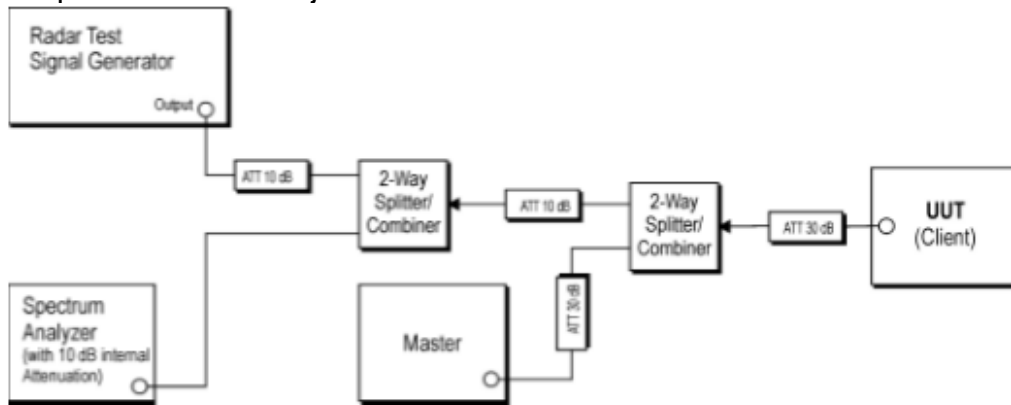 Radar Test
Signal Generator
Output
ATT 10 dB
2-Way
Splitter/
Combiner
ATT 10 dB
2-Way
Splitter/
Combiner
ATT 30 dB
UUT
(Client)
Spectrum
Analyzer
(with 10 dB internal
Attenuation)
Master
ATT 30 dB